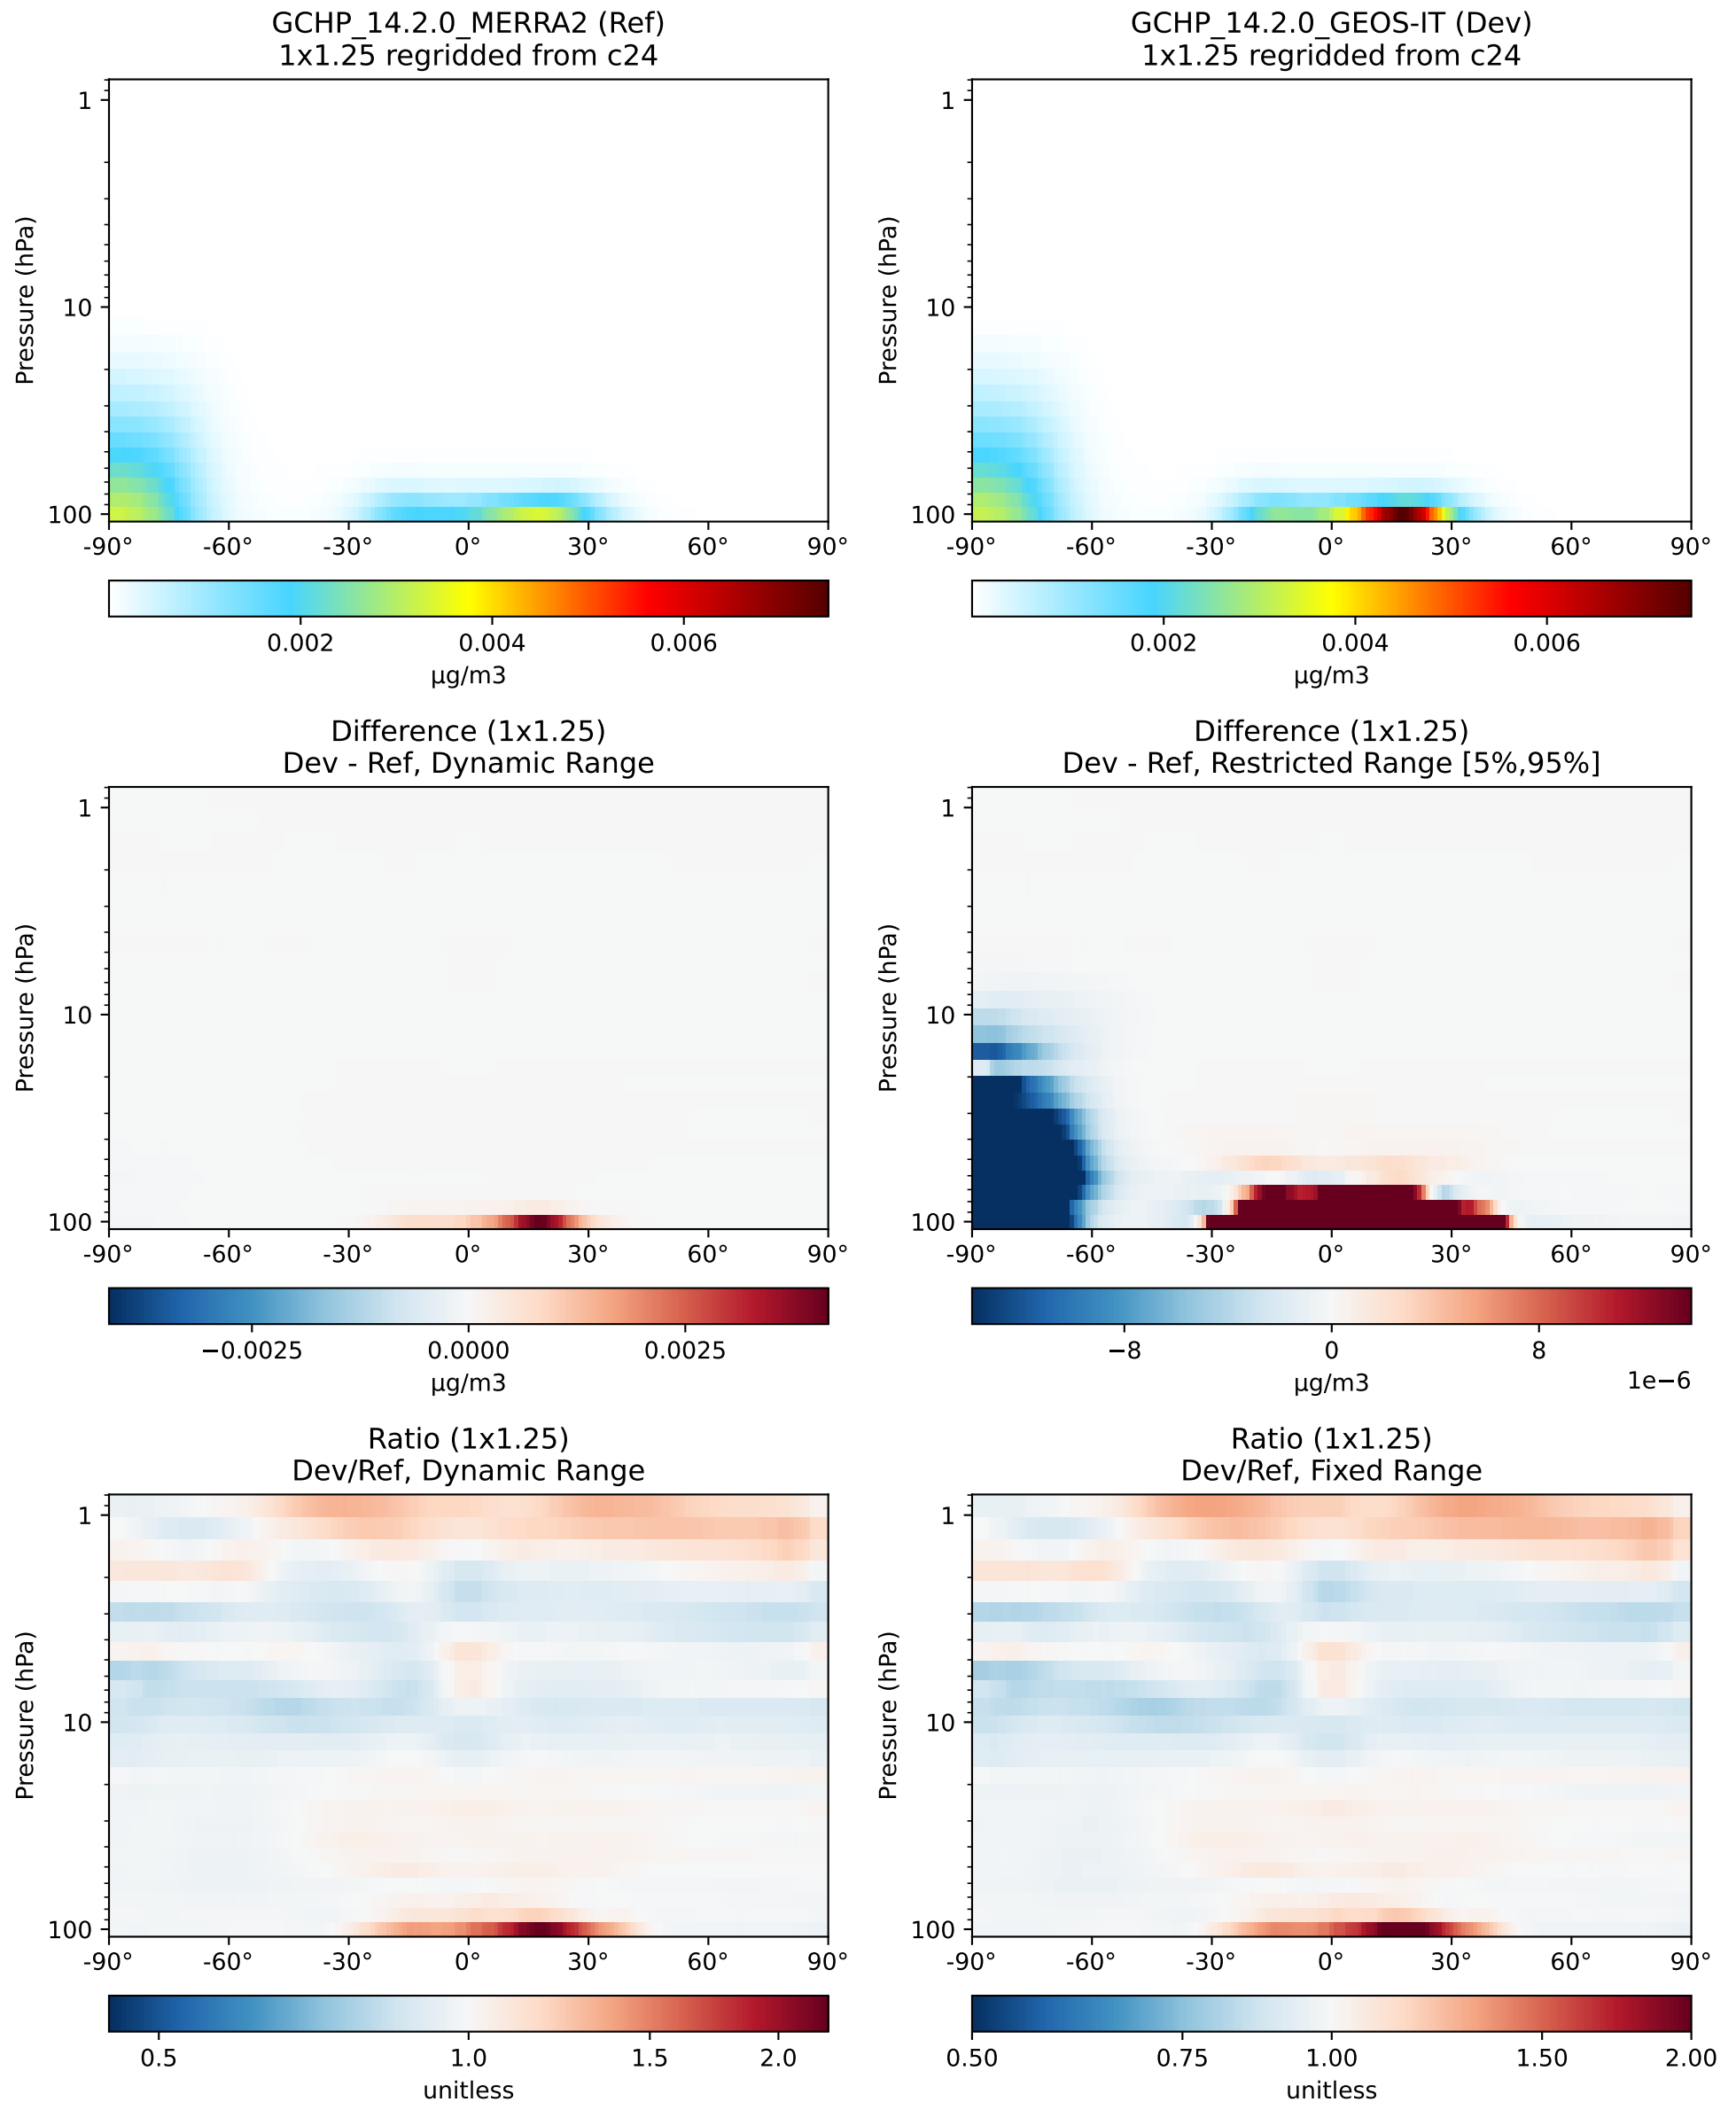 GCHP_14.2.0_MERRA2 (Ref)
1x1.25 regridded from c24
Pressure (hPa)
1
10
100
-90° -60° -30° 0° 30° 60° 90°
0.002 0.004 0.006
µg/m3
GCHP_14.2.0_GEOS-IT (Dev)
1x1.25 regridded from c24
Pressure (hPa)
1
10
100
-90° -60° -30° 0° 30° 60° 90°
0.002 0.004 0.006
µg/m3
Difference (1x1.25)
Dev - Ref, Dynamic Range
Pressure (hPa)
1
10
100
-90° -60° -30° 0° 30° 60° 90°
−0.0025 0.0000 0.0025
µg/m3
Difference (1x1.25)
Dev - Ref, Restricted Range [5%,95%]
Pressure (hPa)
1
10
100
-90° -60° -30° 0° 30° 60° 90°
−8 0 8
µg/m3
1e−6
Ratio (1x1.25)
Dev/Ref, Dynamic Range
Pressure (hPa)
1
10
100
-90° -60° -30° 0° 30° 60° 90°
0.5 1.0 1.5 2.0
unitless
Ratio (1x1.25)
Dev/Ref, Fixed Range
Pressure (hPa)
1
10
100
-90° -60° -30° 0° 30° 60° 90°
0.50 0.75 1.00 1.50 2.00
unitless